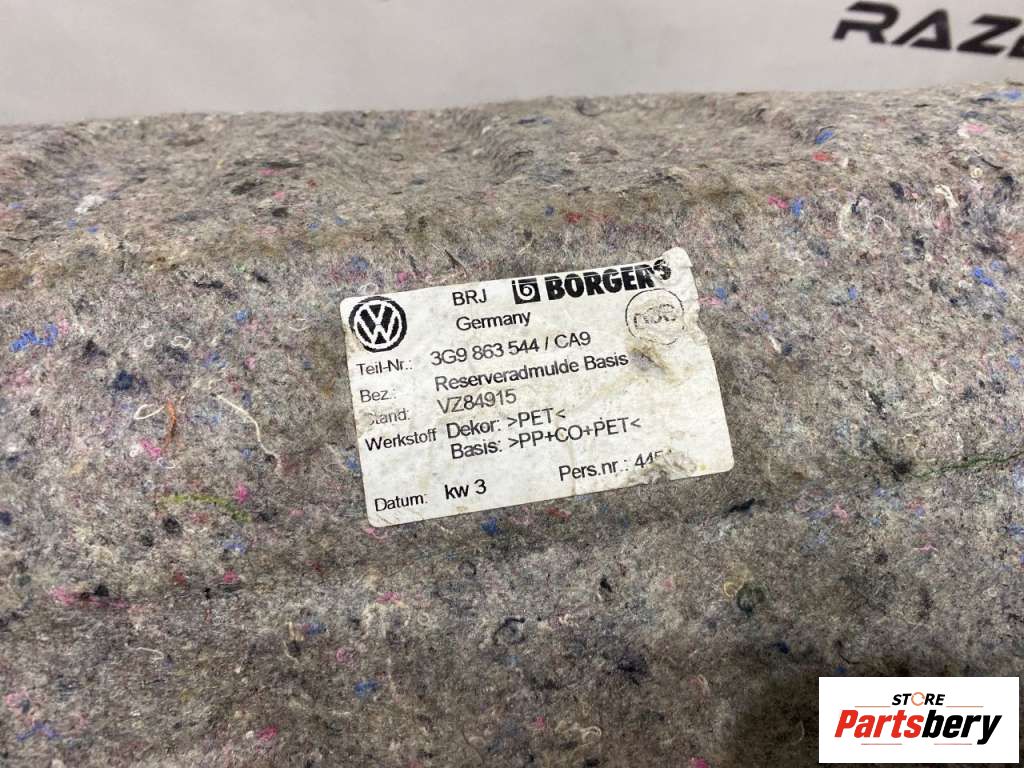 BRJ BORGERS
Germany
Teil-Nr.: 3G9 863 544 / CA9
Bez.: Reserveradmulde Basis
Stand: VZ84915
Werkstoff Dekor: >PET<
Basis: >PP+CO+PET<
Datum: kw 3 Pers.nr.:
STORE
Partsbery